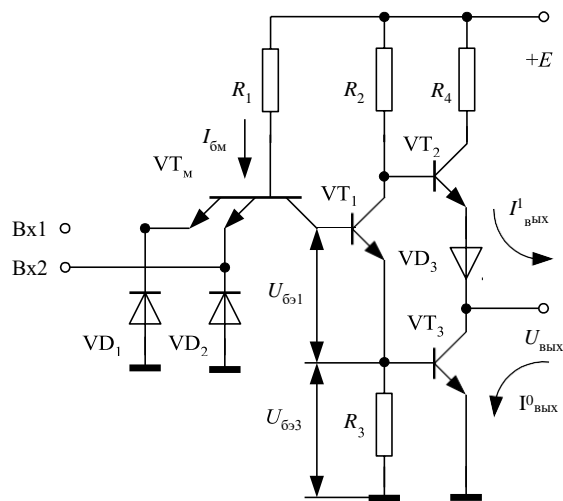 +E
R1
R2
R4
Iбм
VTм
VT2
VT1
Вх1
I1вых
Вх2
VD3
Uбэ1
VD1
VD2
VT3
Uвых
Uбэ3
R3
I0вых